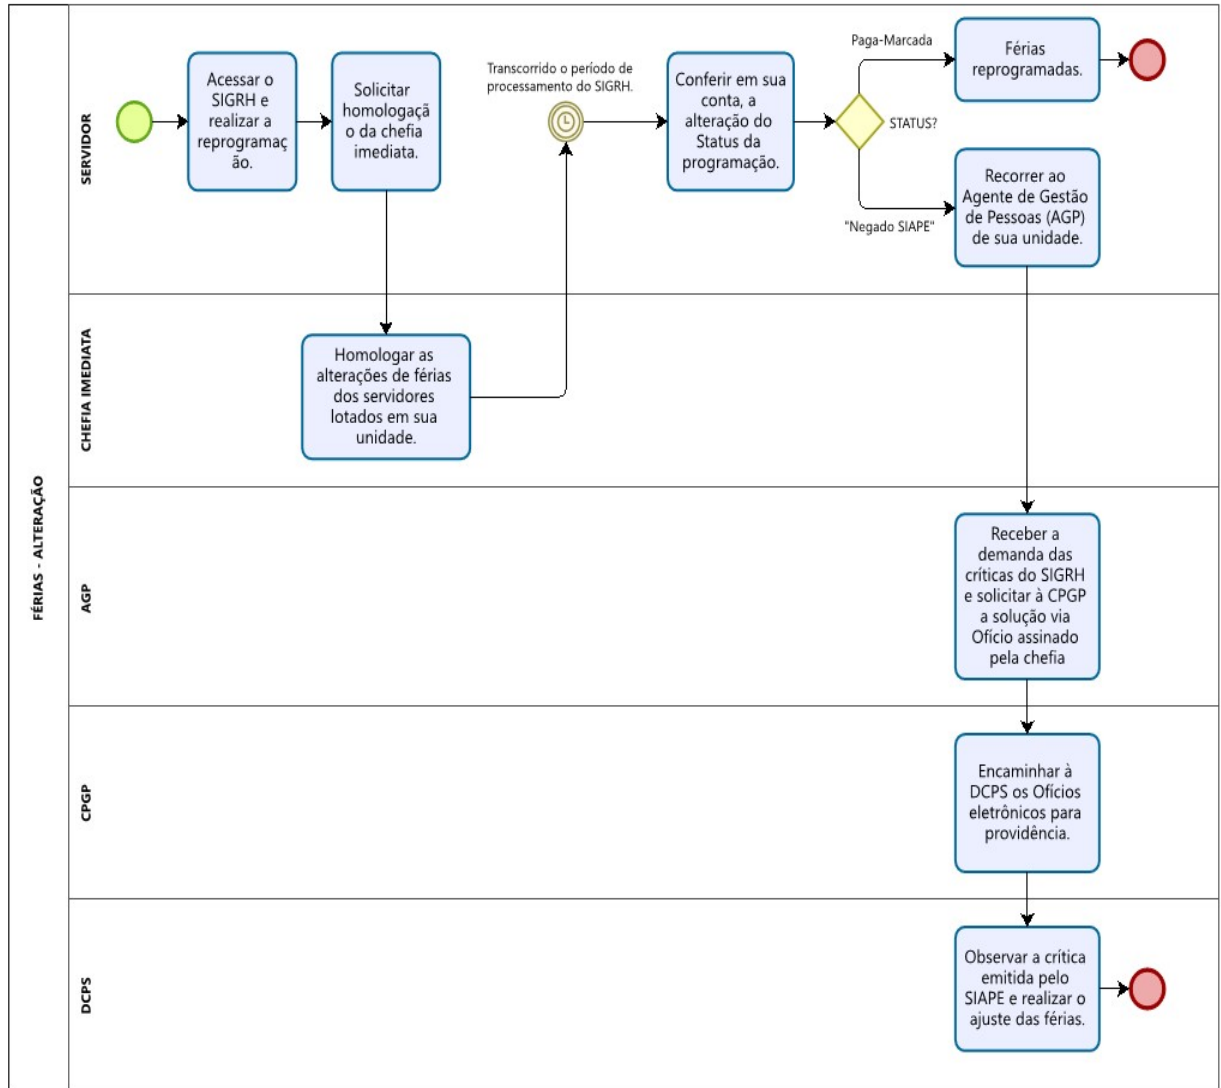 FÉRIAS - ALTERAÇÃO
SERVIDOR
Acessar o
SIGRH e
realizar a
reprogramaç
ão.
Solicitar
homologaçã
o da chefia
imediata.
Transcorrido o período de
processamento do SIGRH.
Conferir em sua
conta, a
alteração do
Status da
programação.
STATUS?
Paga-Marcada
Férias
reprogramadas.
"Negado SIAPE"
Recorrer ao
Agente de Gestão
de Pessoas (AGP)
de sua unidade.
CHEFIA IMEDIATA
Homologar as
alterações de férias
dos servidores
lotados em sua
unidade.
AGP
Receber a
demanda das
críticas do SIGRH
e solicitar à CPGP
a solução via
Ofício assinado
pela chefia
CPGP
Encaminhar à
DCPS os Ofícios
eletrônicos para
providência.
DCPS
Observar a crítica
emitida pelo
SIAPE e realizar o
ajuste das férias.